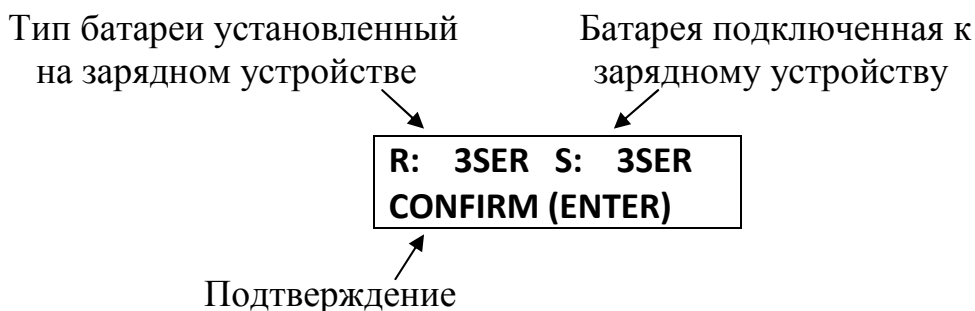 Тип батареи установленный
на зарядном устройстве
Батарея подключенная к
зарядному устройству
R: 3SER S: 3SER
CONFIRM (ENTER)
Подтверждение